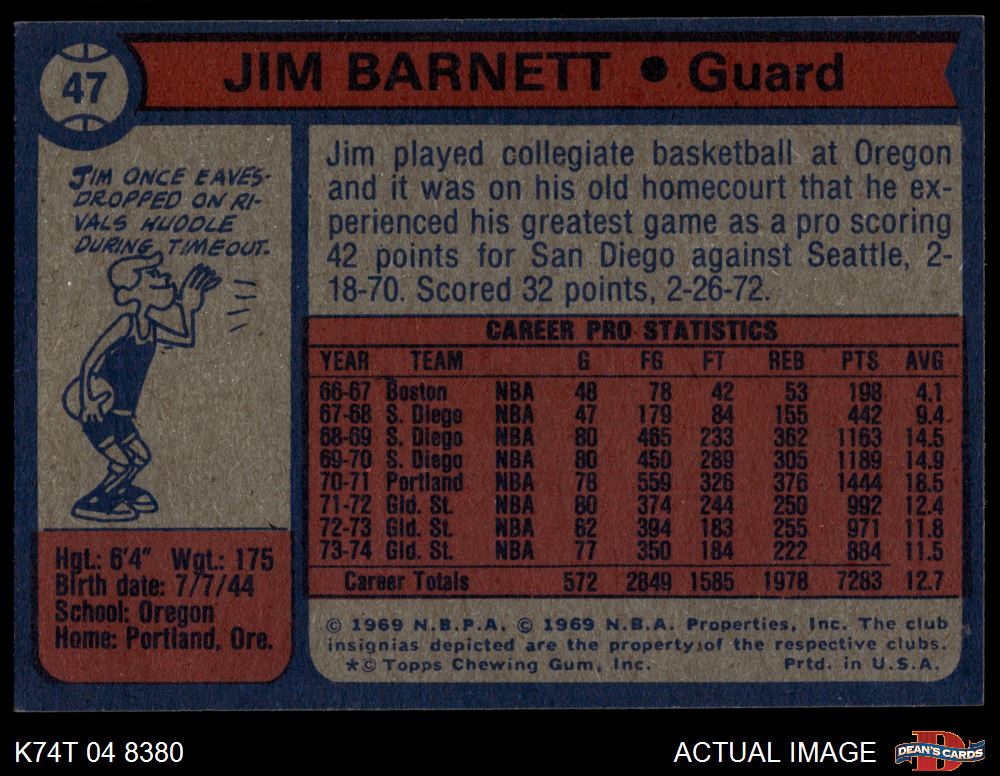 47
JIM BARNETT • Guard
JIM ONCE EAVES-
DROPPED ON RI-
VALS HUDDLE
DURING TIMEOUT.
Hgt.: 6'4" Wgt.: 175
Birth date: 7/7/44
School: Oregon
Home: Portland, Ore.
Jim played collegiate basketball at Oregon
and it was on his old homecourt that he ex-
perienced his greatest game as a pro scoring
42 points for San Diego against Seattle, 2-
18-70. Scored 32 points, 2-26-72.
CAREER PRO STATISTICS
YEAR TEAM G FG FT REB PTS AVG
66-67 Boston NBA 48 78 42 53 198 4.1
67-68 S. Diego NBA 47 179 84 155 442 9.4
68-69 S. Diego NBA 80 465 233 362 1163 14.5
69-70 S. Diego NBA 80 450 289 305 1189 14.9
70-71 Portland NBA 78 559 326 376 1444 18.5
71-72 Gld. St. NBA 80 374 244 250 992 12.4
72-73 Gld. St. NBA 82 394 183 255 971 11.8
73-74 Gld. St. NBA 77 350 184 222 884 11.5
Career Totals 572 2849 1585 1978 7283 12.7
© 1969 N.B.P.A. © 1969 N.B.A. Properties, Inc. The club
insignias depicted are the property of the respective clubs.
*© Topps Chewing Gum, Inc. Prtd. in U.S.A.
K74T 04 8380
ACTUAL IMAGE
D
DEAN'S CARDS